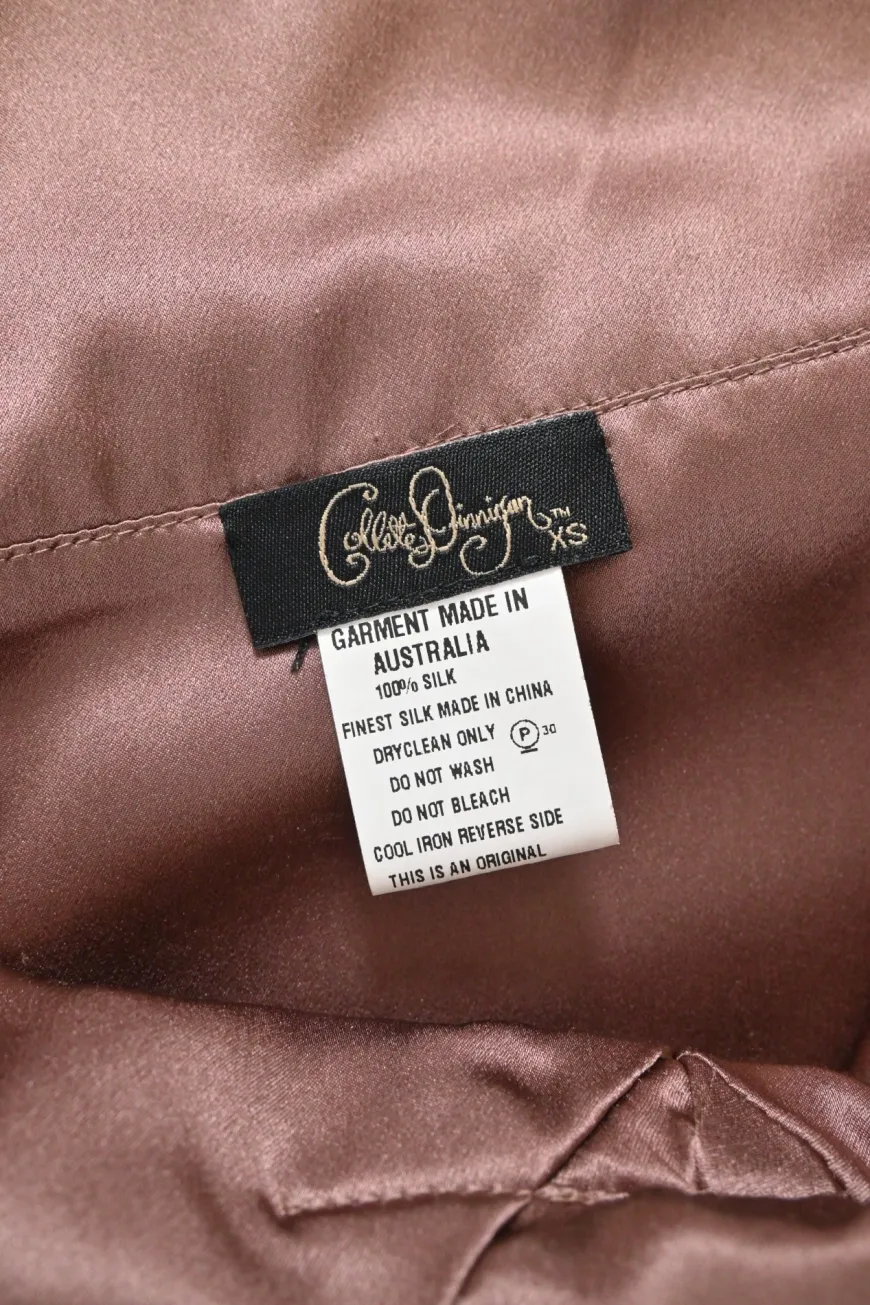 Collette Dinnigan™
XS
GARMENT MADE IN
AUSTRALIA
100% SILK
FINEST SILK MADE IN CHINA
DRYCLEAN ONLY P 30
DO NOT WASH
DO NOT BLEACH
COOL IRON REVERSE SIDE
THIS IS AN ORIGINAL